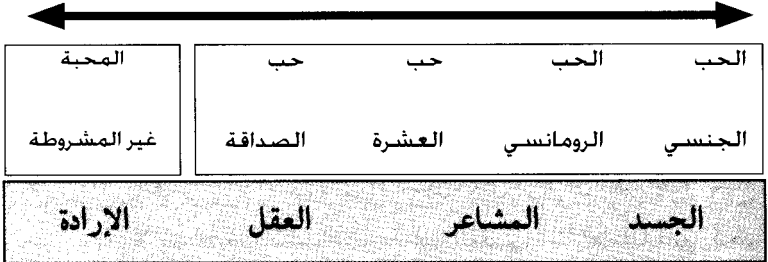 الحب الحب حب حب المحبة
الجنسي الرومانسي العشرة الصداقة غير المشروطة
الجسد المشاعر العقل الإرادة